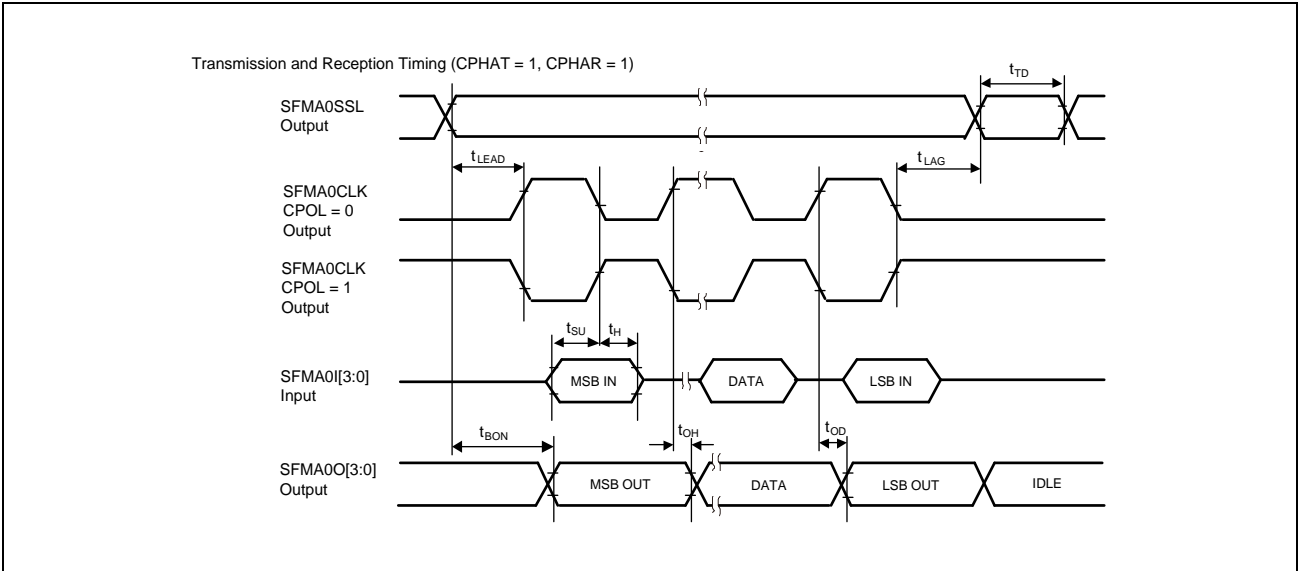 Transmission and Reception Timing (CPHAT = 1, CPHAR = 1)
tTD
SFMA0SSL
Output
tLEAD
tLAG
SFMA0CLK
CPOL = 0
Output
SFMA0CLK
CPOL = 1
Output
tSU
tH
SFMA0I[3:0]
Input
MSB IN
DATA
LSB IN
tBON
tOH
tOD
SFMA0O[3:0]
Output
MSB OUT
DATA
LSB OUT
IDLE